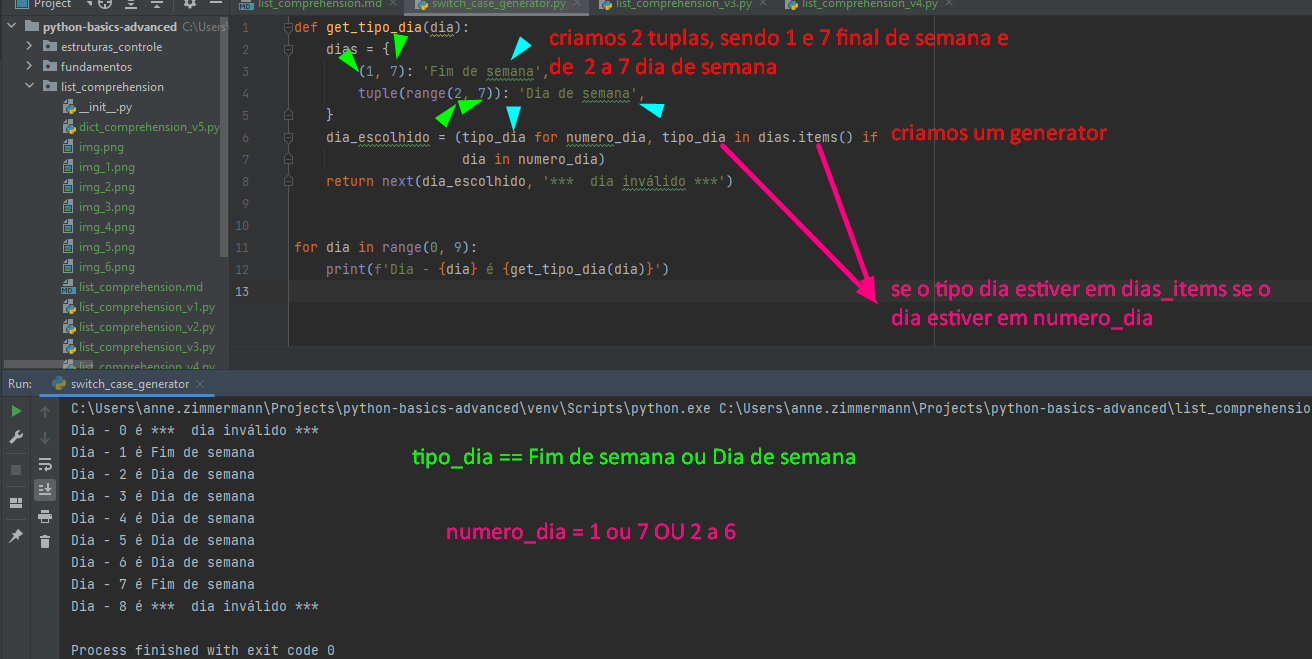 Project
list_comprehension.md
switch_case_generator.py
list_comprehension_v3.py
list_comprehension_v4.py
python-basics-advanced C:\Users\
estruturas_controle
fundamentos
list_comprehension
__init__.py
dict_comprehension_v5.py
img.png
img_1.png
img_2.png
img_3.png
img_4.png
img_5.png
img_6.png
list_comprehension.md
list_comprehension_v1.py
list_comprehension_v2.py
list_comprehension_v3.py
list_comprehension_v4.py
1 def get_tipo_dia(dia):
2 dias = {
3 (1, 7): 'Fim de semana',
4 tuple(range(2, 7)): 'Dia de semana',
5 }
6 dia_escolhido = (tipo_dia for numero_dia, tipo_dia in dias.items() if
7 dia in numero_dia)
8 return next(dia_escolhido, '***  dia inválido ***')
9
10
11 for dia in range(0, 9):
12 print(f'Dia - {dia} é {get_tipo_dia(dia)}')
13
criamos 2 tuplas, sendo 1 e 7 final de semana e
de  2 a 7 dia de semana
criamos um generator
se o tipo dia estiver em dias_items se o
dia estiver em numero_dia
Run: switch_case_generator
C:\Users\anne.zimmermann\Projects\python-basics-advanced\venv\Scripts\python.exe C:\Users\anne.zimmermann\Projects\python-basics-advanced\list_comprehensio
Dia - 0 é ***  dia inválido ***
Dia - 1 é Fim de semana
Dia - 2 é Dia de semana
Dia - 3 é Dia de semana
Dia - 4 é Dia de semana
Dia - 5 é Dia de semana
Dia - 6 é Dia de semana
Dia - 7 é Fim de semana
Dia - 8 é ***  dia inválido ***
Process finished with exit code 0
tipo_dia == Fim de semana ou Dia de semana
numero_dia = 1 ou 7 OU 2 a 6